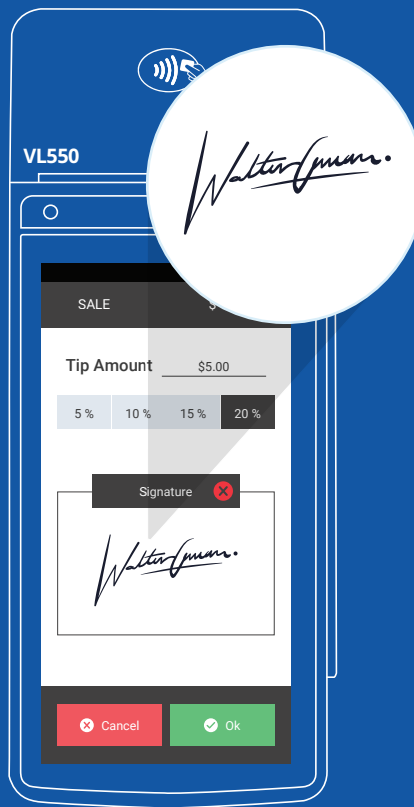 VL550
SALE
$
Tip Amount $5.00
5 % 10 % 15 % 20 %
Signature
Cancel Ok